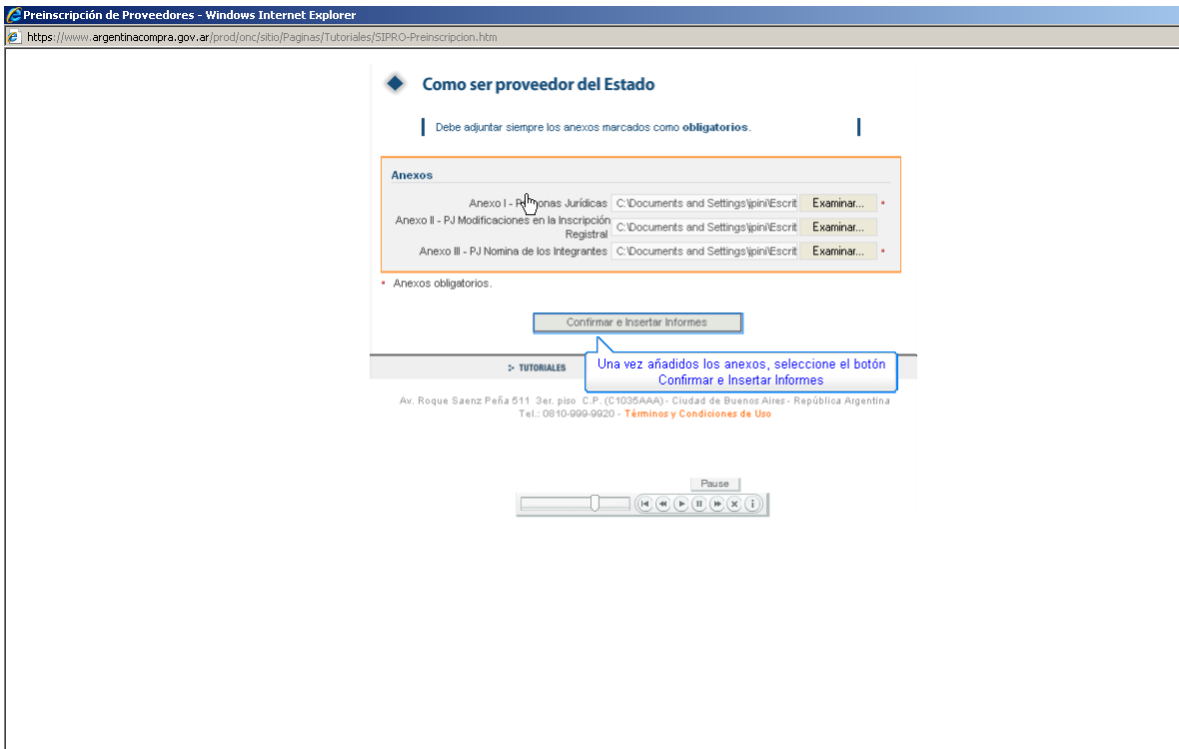 Preinscripción de Proveedores - Windows Internet Explorer
https://www.argentinacompra.gov.ar/prod/onc/sitio/Paginas/Tutoriales/SIPRO-Preinscripcion.htm
Como ser proveedor del Estado
Debe adjuntar siempre los anexos marcados como obligatorios.
Anexos
Anexo I - Jurídicas C:\Documents and Settings\jpini\Escrit Examinar... *
Anexo II - PJ Modificaciones en la Inscripción
Registral C:\Documents and Settings\jpini\Escrit Examinar...
Anexo III - PJ Nomina de los Integrantes C:\Documents and Settings\jpini\Escrit Examinar... *
* Anexos obligatorios.
Confirmar e Insertar Informes
Una vez añadidos los anexos, seleccione el botón
Confirmar e Insertar Informes
:- TUTORIALES
Av. Roque Saenz Peña 511 3er. piso C.P. (C1035AAA) - Ciudad de Buenos Aires - República Argentina
Tel.: 0810-999-9920 - Términos y Condiciones de Uso
Pause